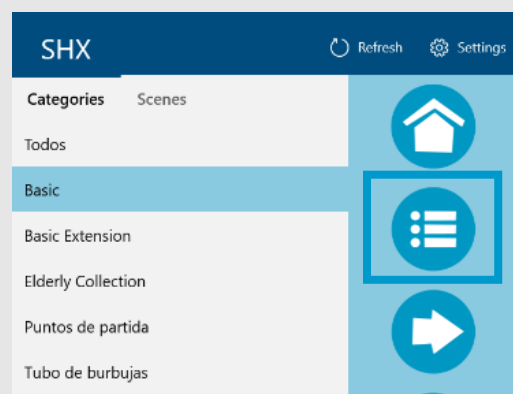 SHX Refresh Settings
Categories Scenes
Todos
Basic
Basic Extension
Elderly Collection
Puntos de partida
Tubo de burbujas